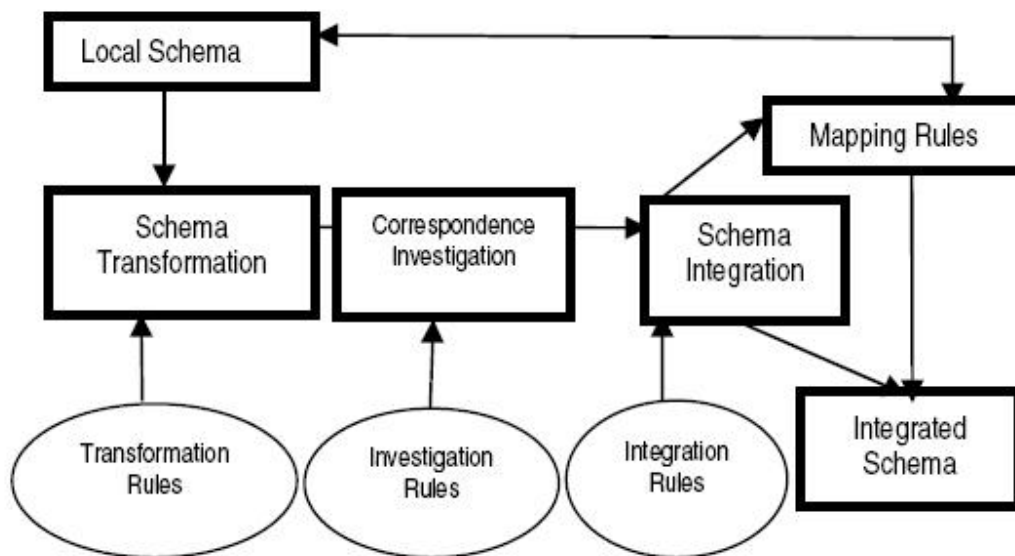 Local Schema
Mapping Rules
Schema
Transformation
Correspondence
Investigation
Schema
Integration
Transformation
Rules
Investigation
Rules
Integration
Rules
Integrated
Schema